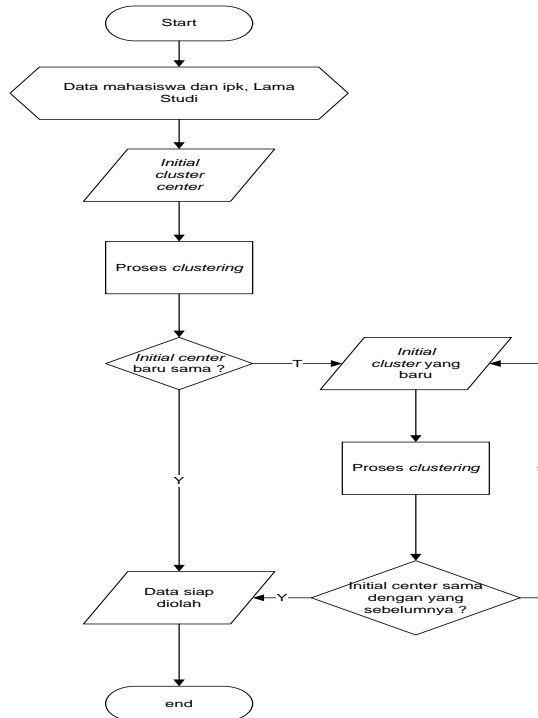 Start
Data mahasiswa dan ipk, Lama
Studi
Initial
cluster
center
Proses clustering
Initial center
baru sama ?
T
Initial
cluster yang
baru
Proses clustering
Y
Initial center sama
dengan yang
sebelumnya ?
Y
Data siap
diolah
end